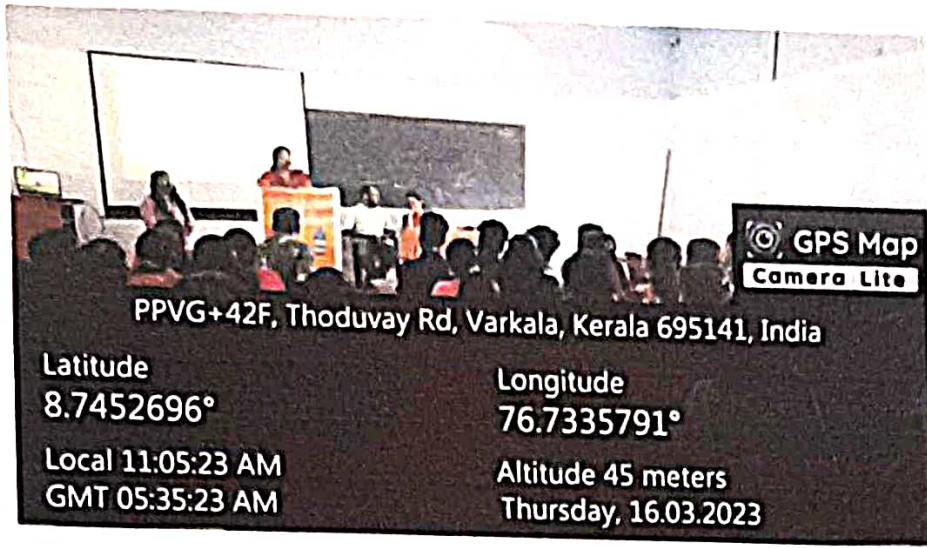 GPS Map
Camera Lite
PPVG+42F, Thoduvay Rd, Varkala, Kerala 695141, India
Latitude
8.7452696°
Longitude
76.7335791°
Local 11:05:23 AM
GMT 05:35:23 AM
Altitude 45 meters
Thursday, 16.03.2023